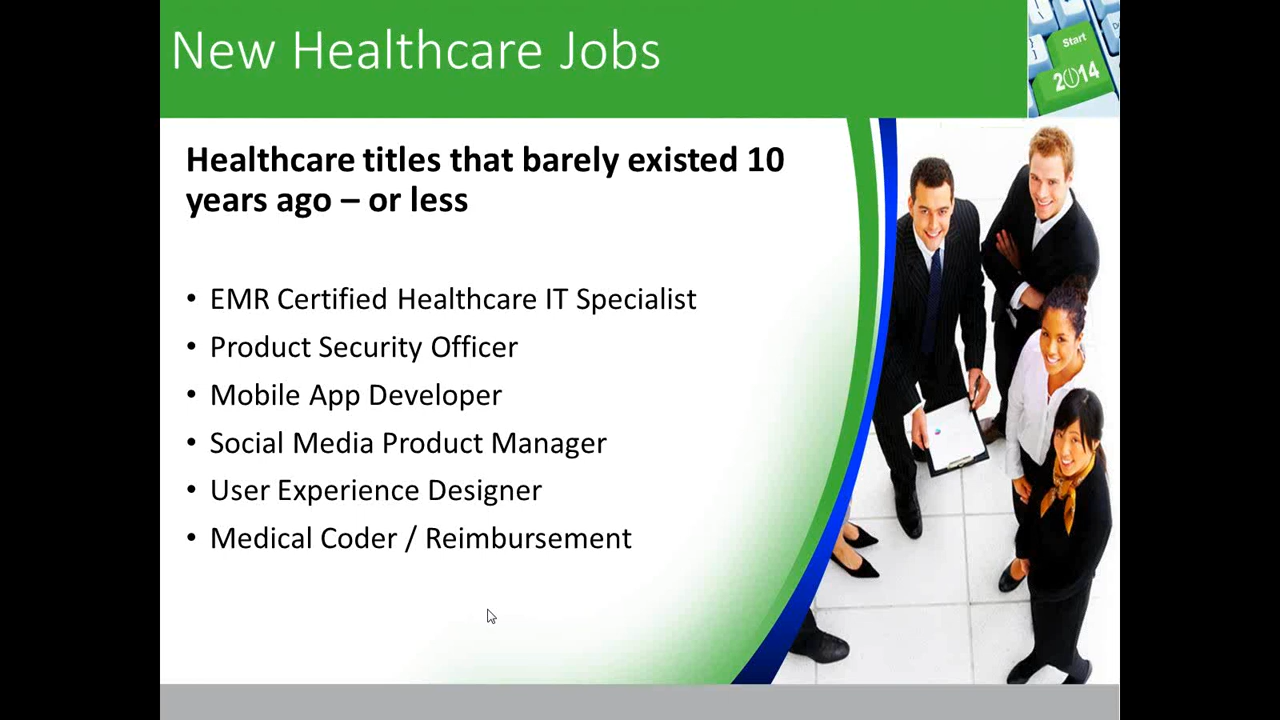 New Healthcare Jobs
Start
2014
Healthcare titles that barely existed 10
years ago – or less
• EMR Certified Healthcare IT Specialist
• Product Security Officer
• Mobile App Developer
• Social Media Product Manager
• User Experience Designer
• Medical Coder / Reimbursement